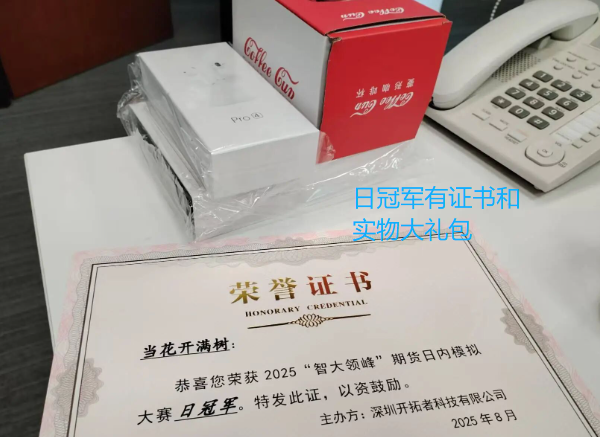 Coffee Cup
Coffee Cup
Coffee Cup
Pro 4
日冠军有证书和
实物大礼包
荣誉证书
HONORARY CREDENTIAL
当花开满树：
恭喜您荣获 2025 “智大领峰” 期货日内模拟
大赛 日冠军。特发此证，以资鼓励。
主办方：深圳开拓者科技有限公司
2025 年 8 月